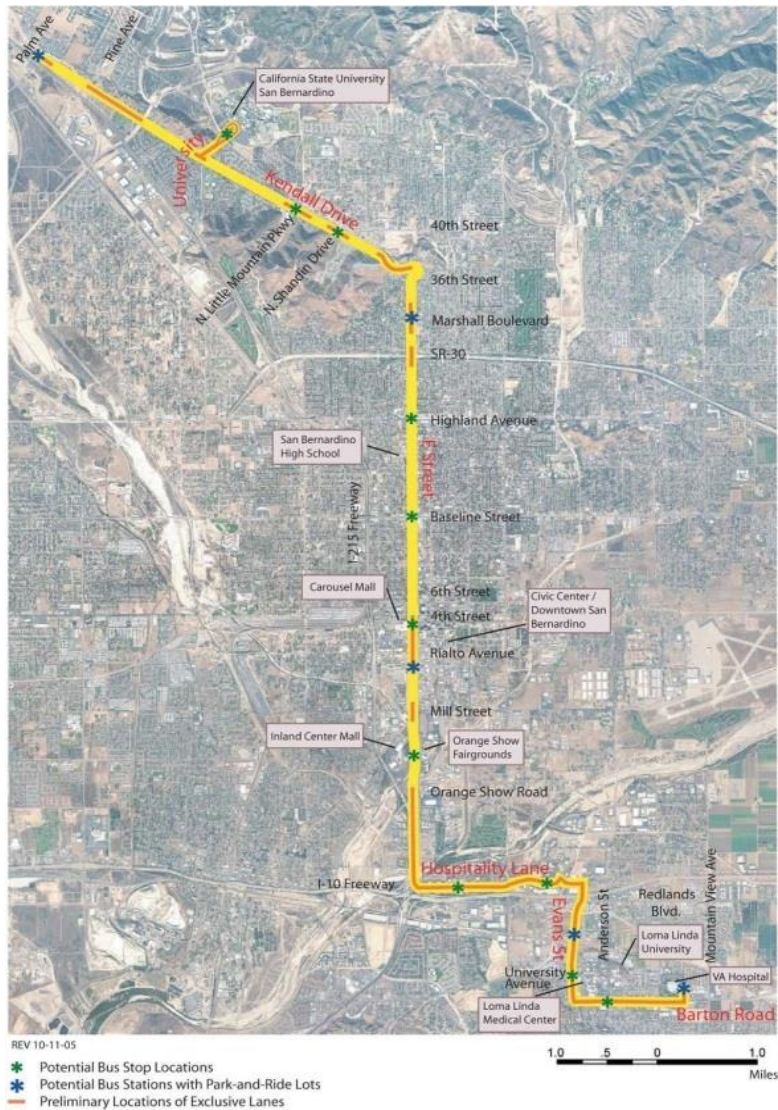 Palm Ave
Pine Ave
California State University
San Bernardino
University
Kendall Drive
N. Little Mountain Pkwy
N. Shandin Drive
40th Street
36th Street
Marshall Boulevard
SR-30
Highland Avenue
San Bernardino
High School
E Street
I-215 Freeway
Baseline Street
6th Street
Carousel Mall
4th Street
Civic Center /
Downtown San
Bernardino
Rialto Avenue
Mill Street
Inland Center Mall
Orange Show
Fairgrounds
Orange Show Road
Hospitality Lane
I-10 Freeway
Evans St
Anderson St
Redlands
Blvd.
Mountain View Ave
Loma Linda
University
University
Avenue
VA Hospital
Loma Linda
Medical Center
Barton Road
REV 10-11-05
Potential Bus Stop Locations
Potential Bus Stations with Park-and-Ride Lots
Preliminary Locations of Exclusive Lanes
1.0 .5 0 1.0
Miles